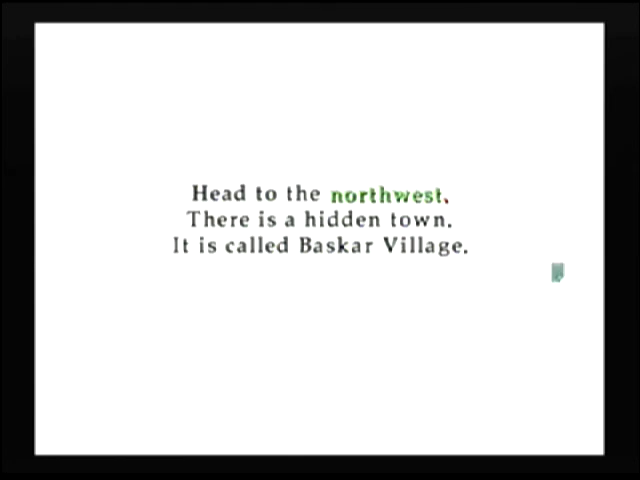 Head to the northwest.
There is a hidden town.
It is called Baskar Village.